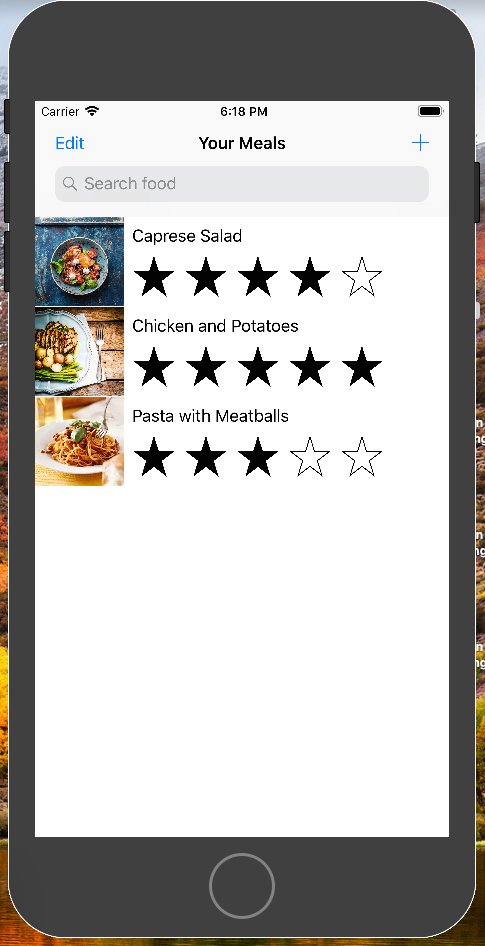 Carrier 6:18 PM
Edit Your Meals +
Search food
Caprese Salad
Chicken and Potatoes
Pasta with Meatballs